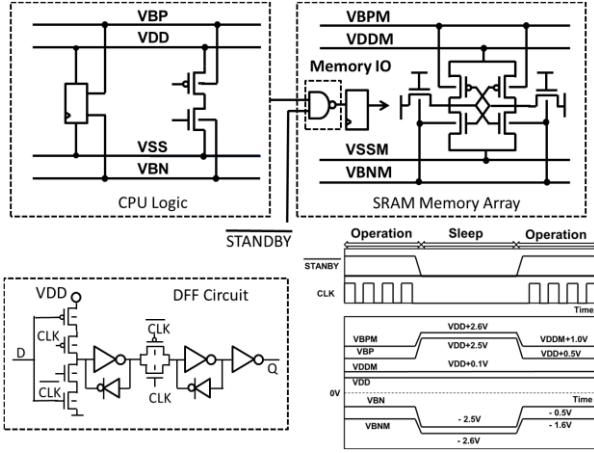 VBP
VDD
VSS
VBN
CPU Logic
Memory IO
STANDBY
VBPM
VDDM
VSSM
VBNM
SRAM Memory Array
VDD
DFF Circuit
CLK
D
CLK
CLK
CLK
Q
Operation Sleep Operation
STANBY
CLK
Time
VDD+2.6V
VBPM VDD+2.5V VDDM+1.0V
VBP VDD+0.5V
VDDM VDD+0.1V
VDD
0V
VBN Time
- 2.5V - 0.5V
VBNM - 1.6V
- 2.6V